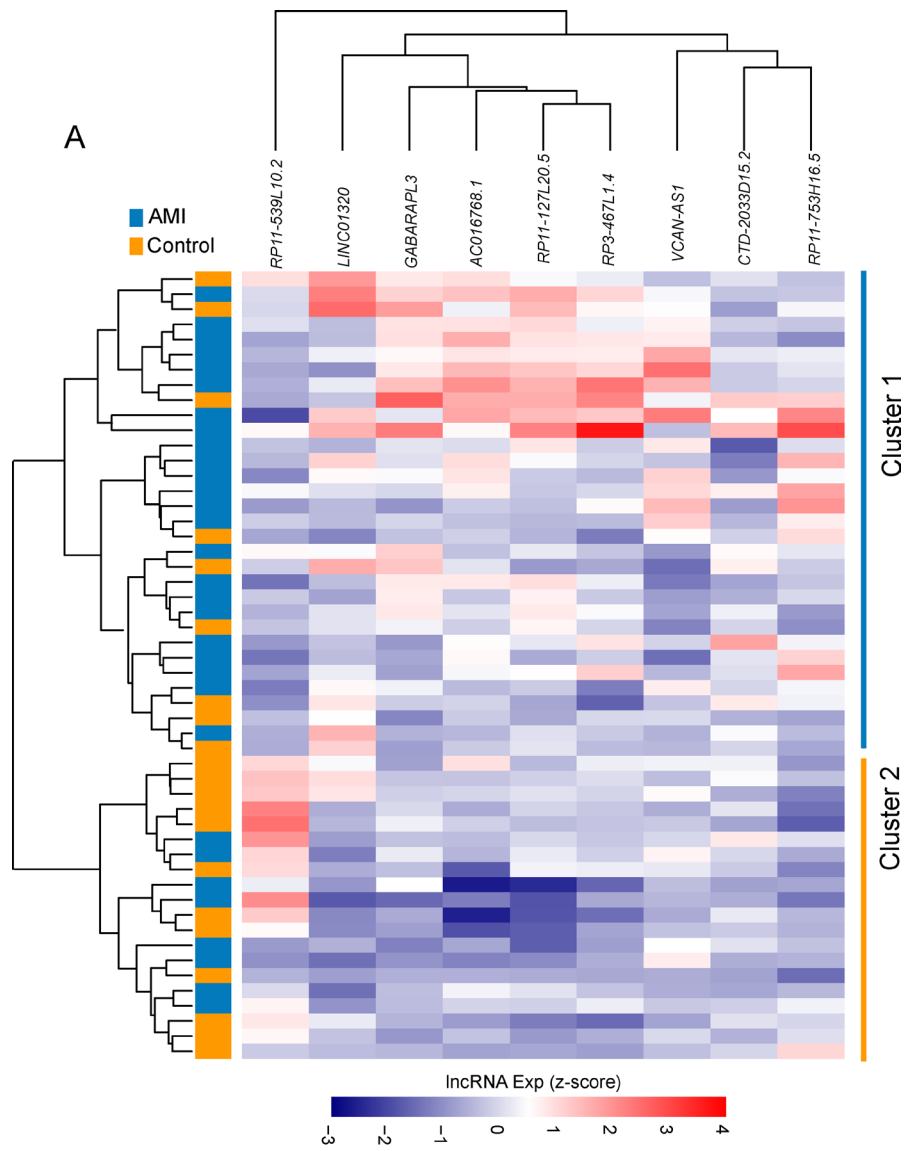 A
AMI
Control
RP11-539L10.2
LINC01320
GABARAPL3
AC016768.1
RP11-127L20.5
RP3-467L1.4
VCAN-AS1
CTD-2033D15.2
RP11-753H16.5
Cluster 1
Cluster 2
lncRNA Exp (z-score)
-3 -2 -1 0 1 2 3 4